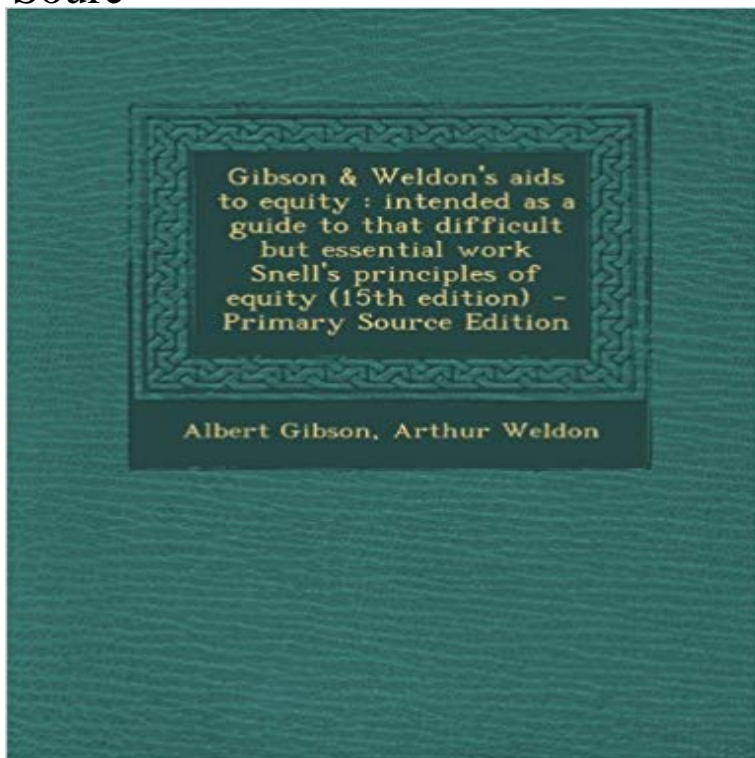 Sourc
Gibson & Weldon's aids
to equity : intended as a
guide to that difficult
but essential work
Snell's principles of
equity (15th edition) -
Primary Source Edition
Albert Gibson, Arthur Weldon